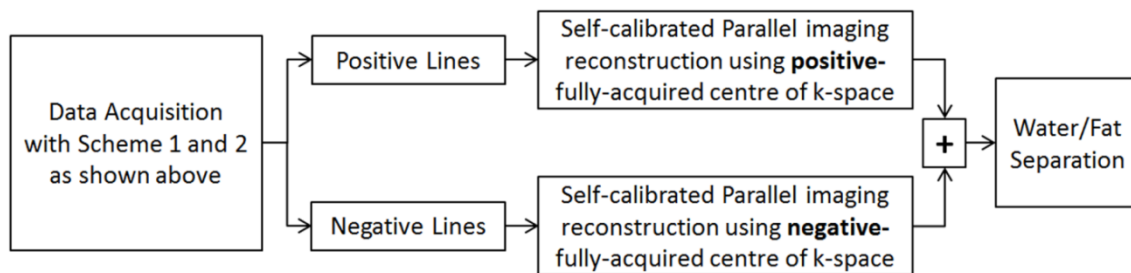 Data Acquisition
with Scheme 1 and 2
as shown above
Positive Lines
Self-calibrated Parallel imaging
reconstruction using positive-
fully-acquired centre of k-space
Negative Lines
Self-calibrated Parallel imaging
reconstruction using negative-
fully-acquired centre of k-space
+
Water/Fat
Separation